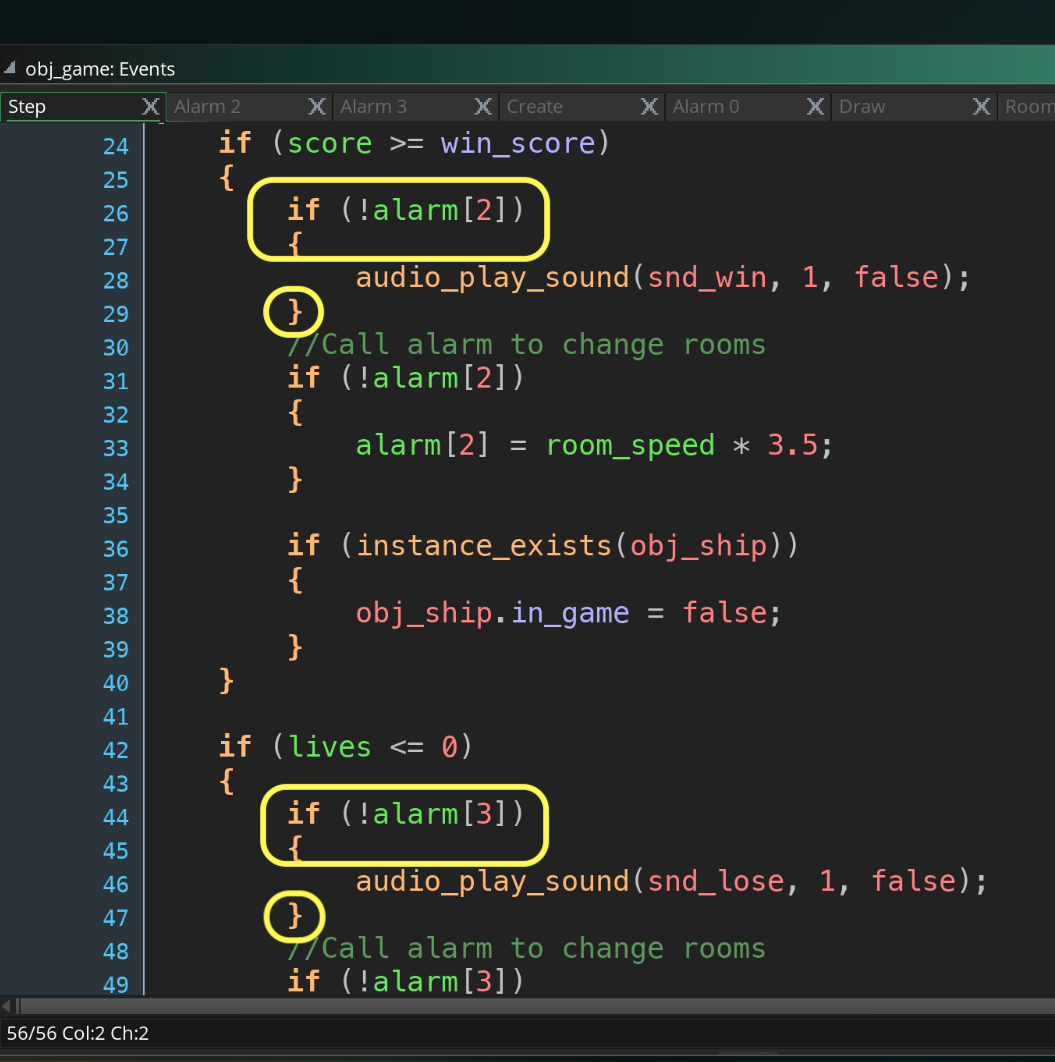 obj_game: Events
Step Alarm 2 Alarm 3 Create Alarm 0 Draw Room
24 if (score >= win_score)
25 {
26 if (!alarm[2])
27 {
28 audio_play_sound(snd_win, 1, false);
29 }
30 //Call alarm to change rooms
31 if (!alarm[2])
32 {
33 alarm[2] = room_speed * 3.5;
34 }
35
36 if (instance_exists(obj_ship))
37 {
38 obj_ship.in_game = false;
39 }
40 }
41
42 if (lives <= 0)
43 {
44 if (!alarm[3])
45 {
46 audio_play_sound(snd_lose, 1, false);
47 }
48 //Call alarm to change rooms
49 if (!alarm[3])
56/56 Col:2 Ch:2